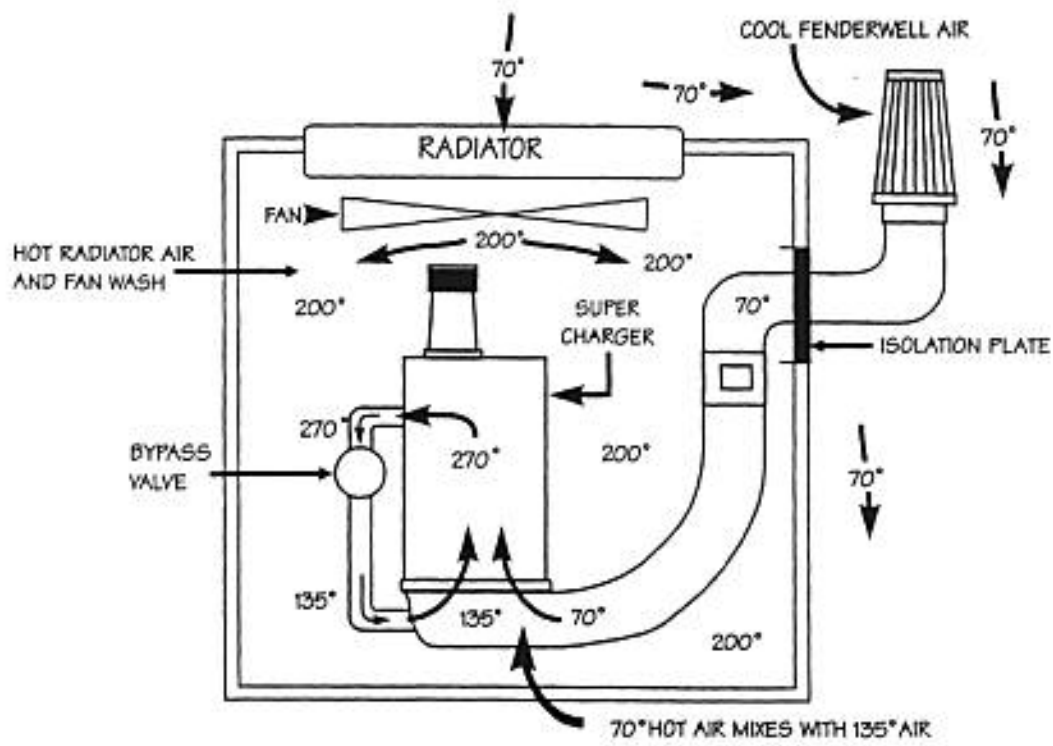 COOL FENDERWELL AIR
70°
70°
70°
RADIATOR
FAN
200°
200°
HOT RADIATOR AIR
AND FAN WASH
200°
70°
SUPER
CHARGER
ISOLATION PLATE
270°
270°
200°
BYPASS
VALVE
70°
135°
135°
70°
200°
70° HOT AIR MIXES WITH 135° AIR